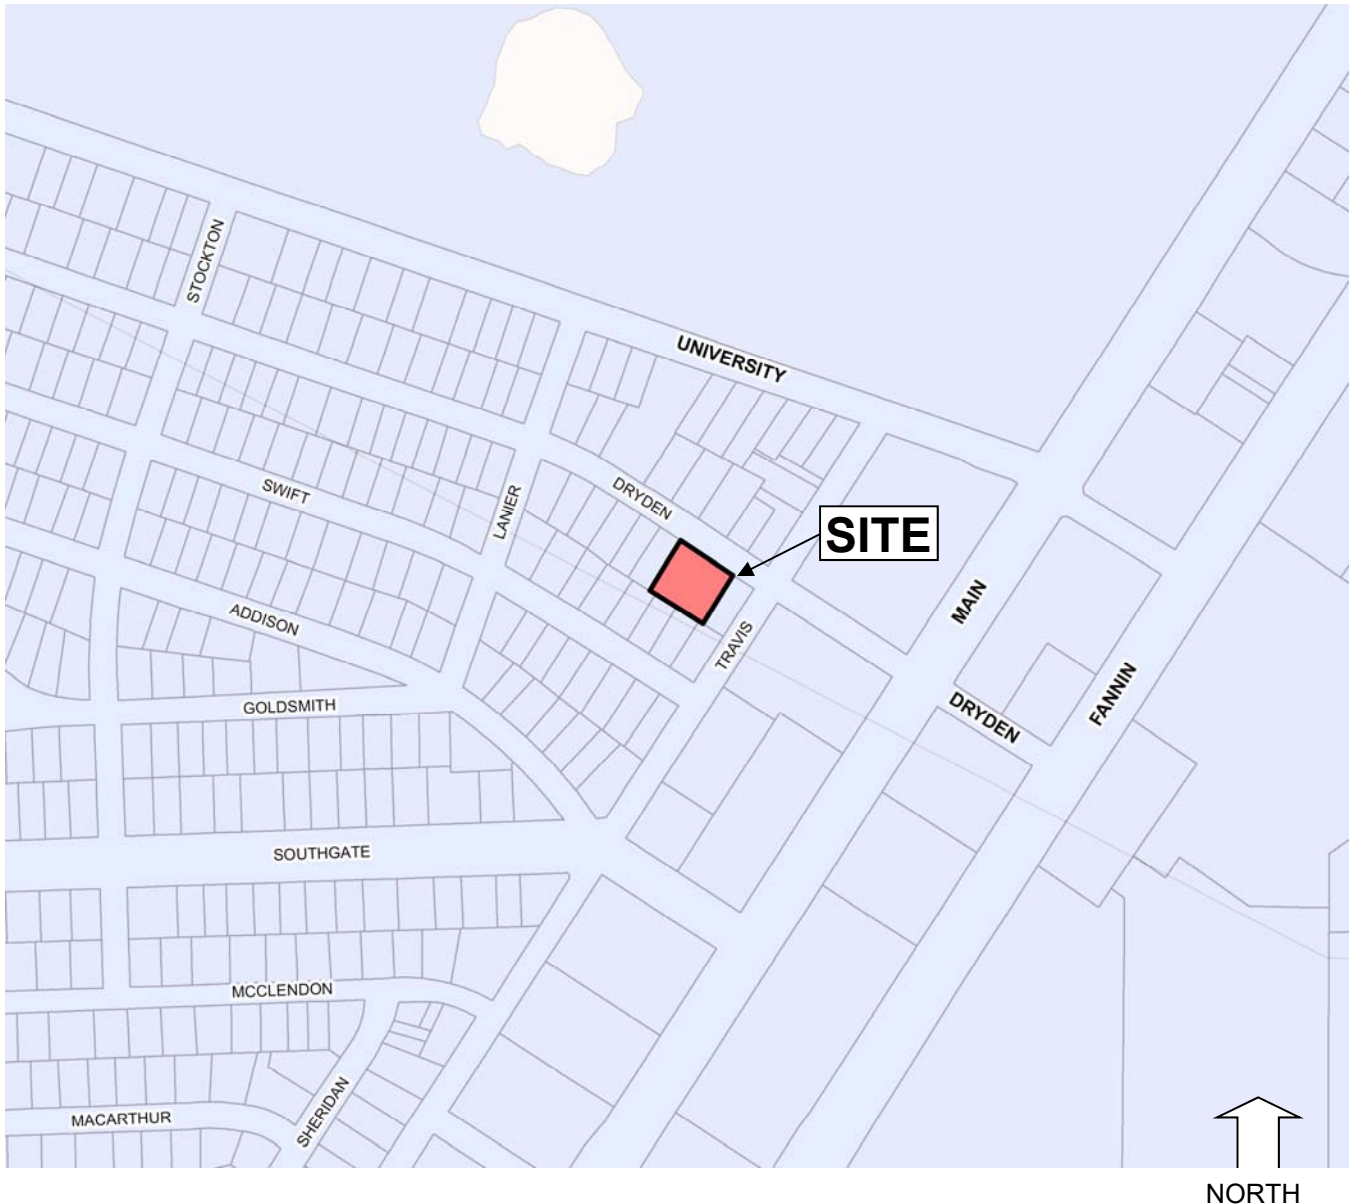 STOCKTON
UNIVERSITY
SWIFT
LANIER
DRYDEN
SITE
ADDISON
TRAVIS
MAIN
GOLDSMITH
FANNIN
DRYDEN
SOUTHGATE
MCCLENDON
SHERIDAN
MACARTHUR
NORTH